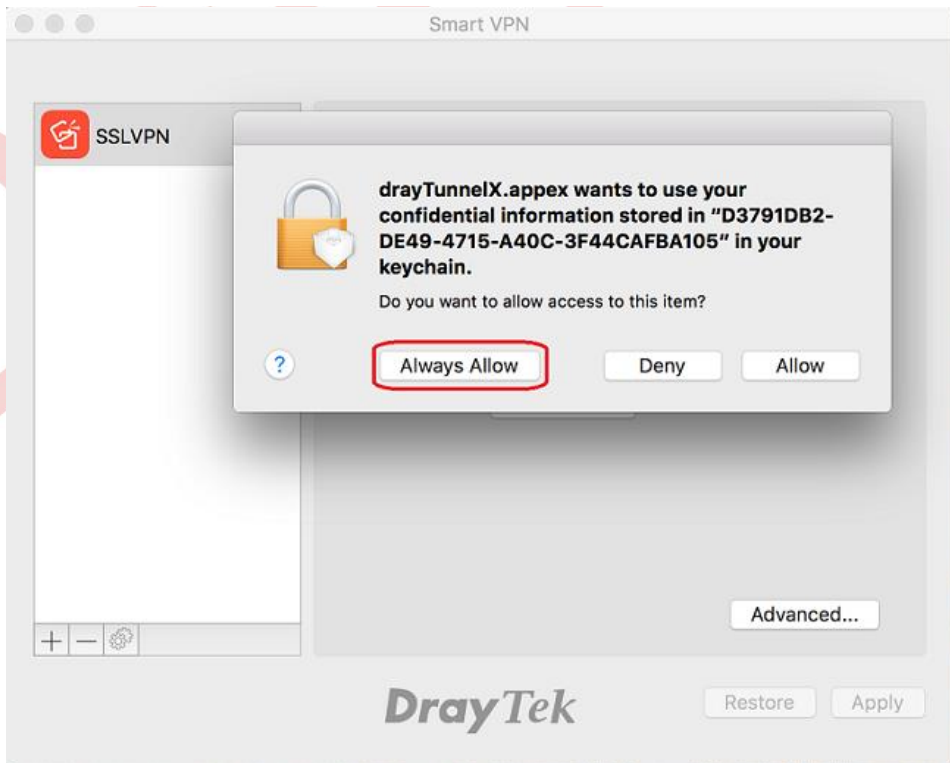 Smart VPN
SSLVPN
drayTunnelX.appex wants to use your
confidential information stored in “D3791DB2-
DE49-4715-A40C-3F44CAFBA105” in your
keychain.
Do you want to allow access to this item?
? Always Allow Deny Allow
Advanced...
DrayTek
Restore Apply